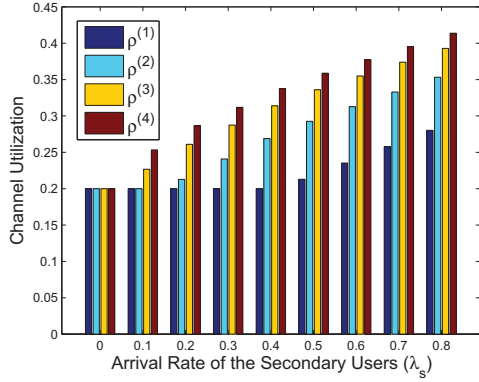 0.45
0.4
0.35
0.3
0.25
0.2
0.15
0.1
0.05
0
Channel Utilization
ρ(1)
ρ(2)
ρ(3)
ρ(4)
0 0.1 0.2 0.3 0.4 0.5 0.6 0.7 0.8
Arrival Rate of the Secondary Users (λs)